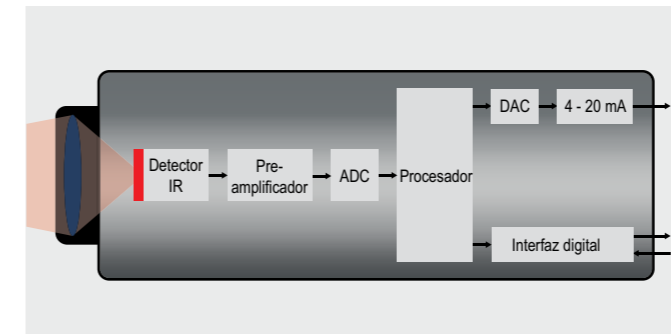 Detector
IR
Pre-
amplificador
ADC
Procesador
DAC
4 - 20 mA
Interfaz digital